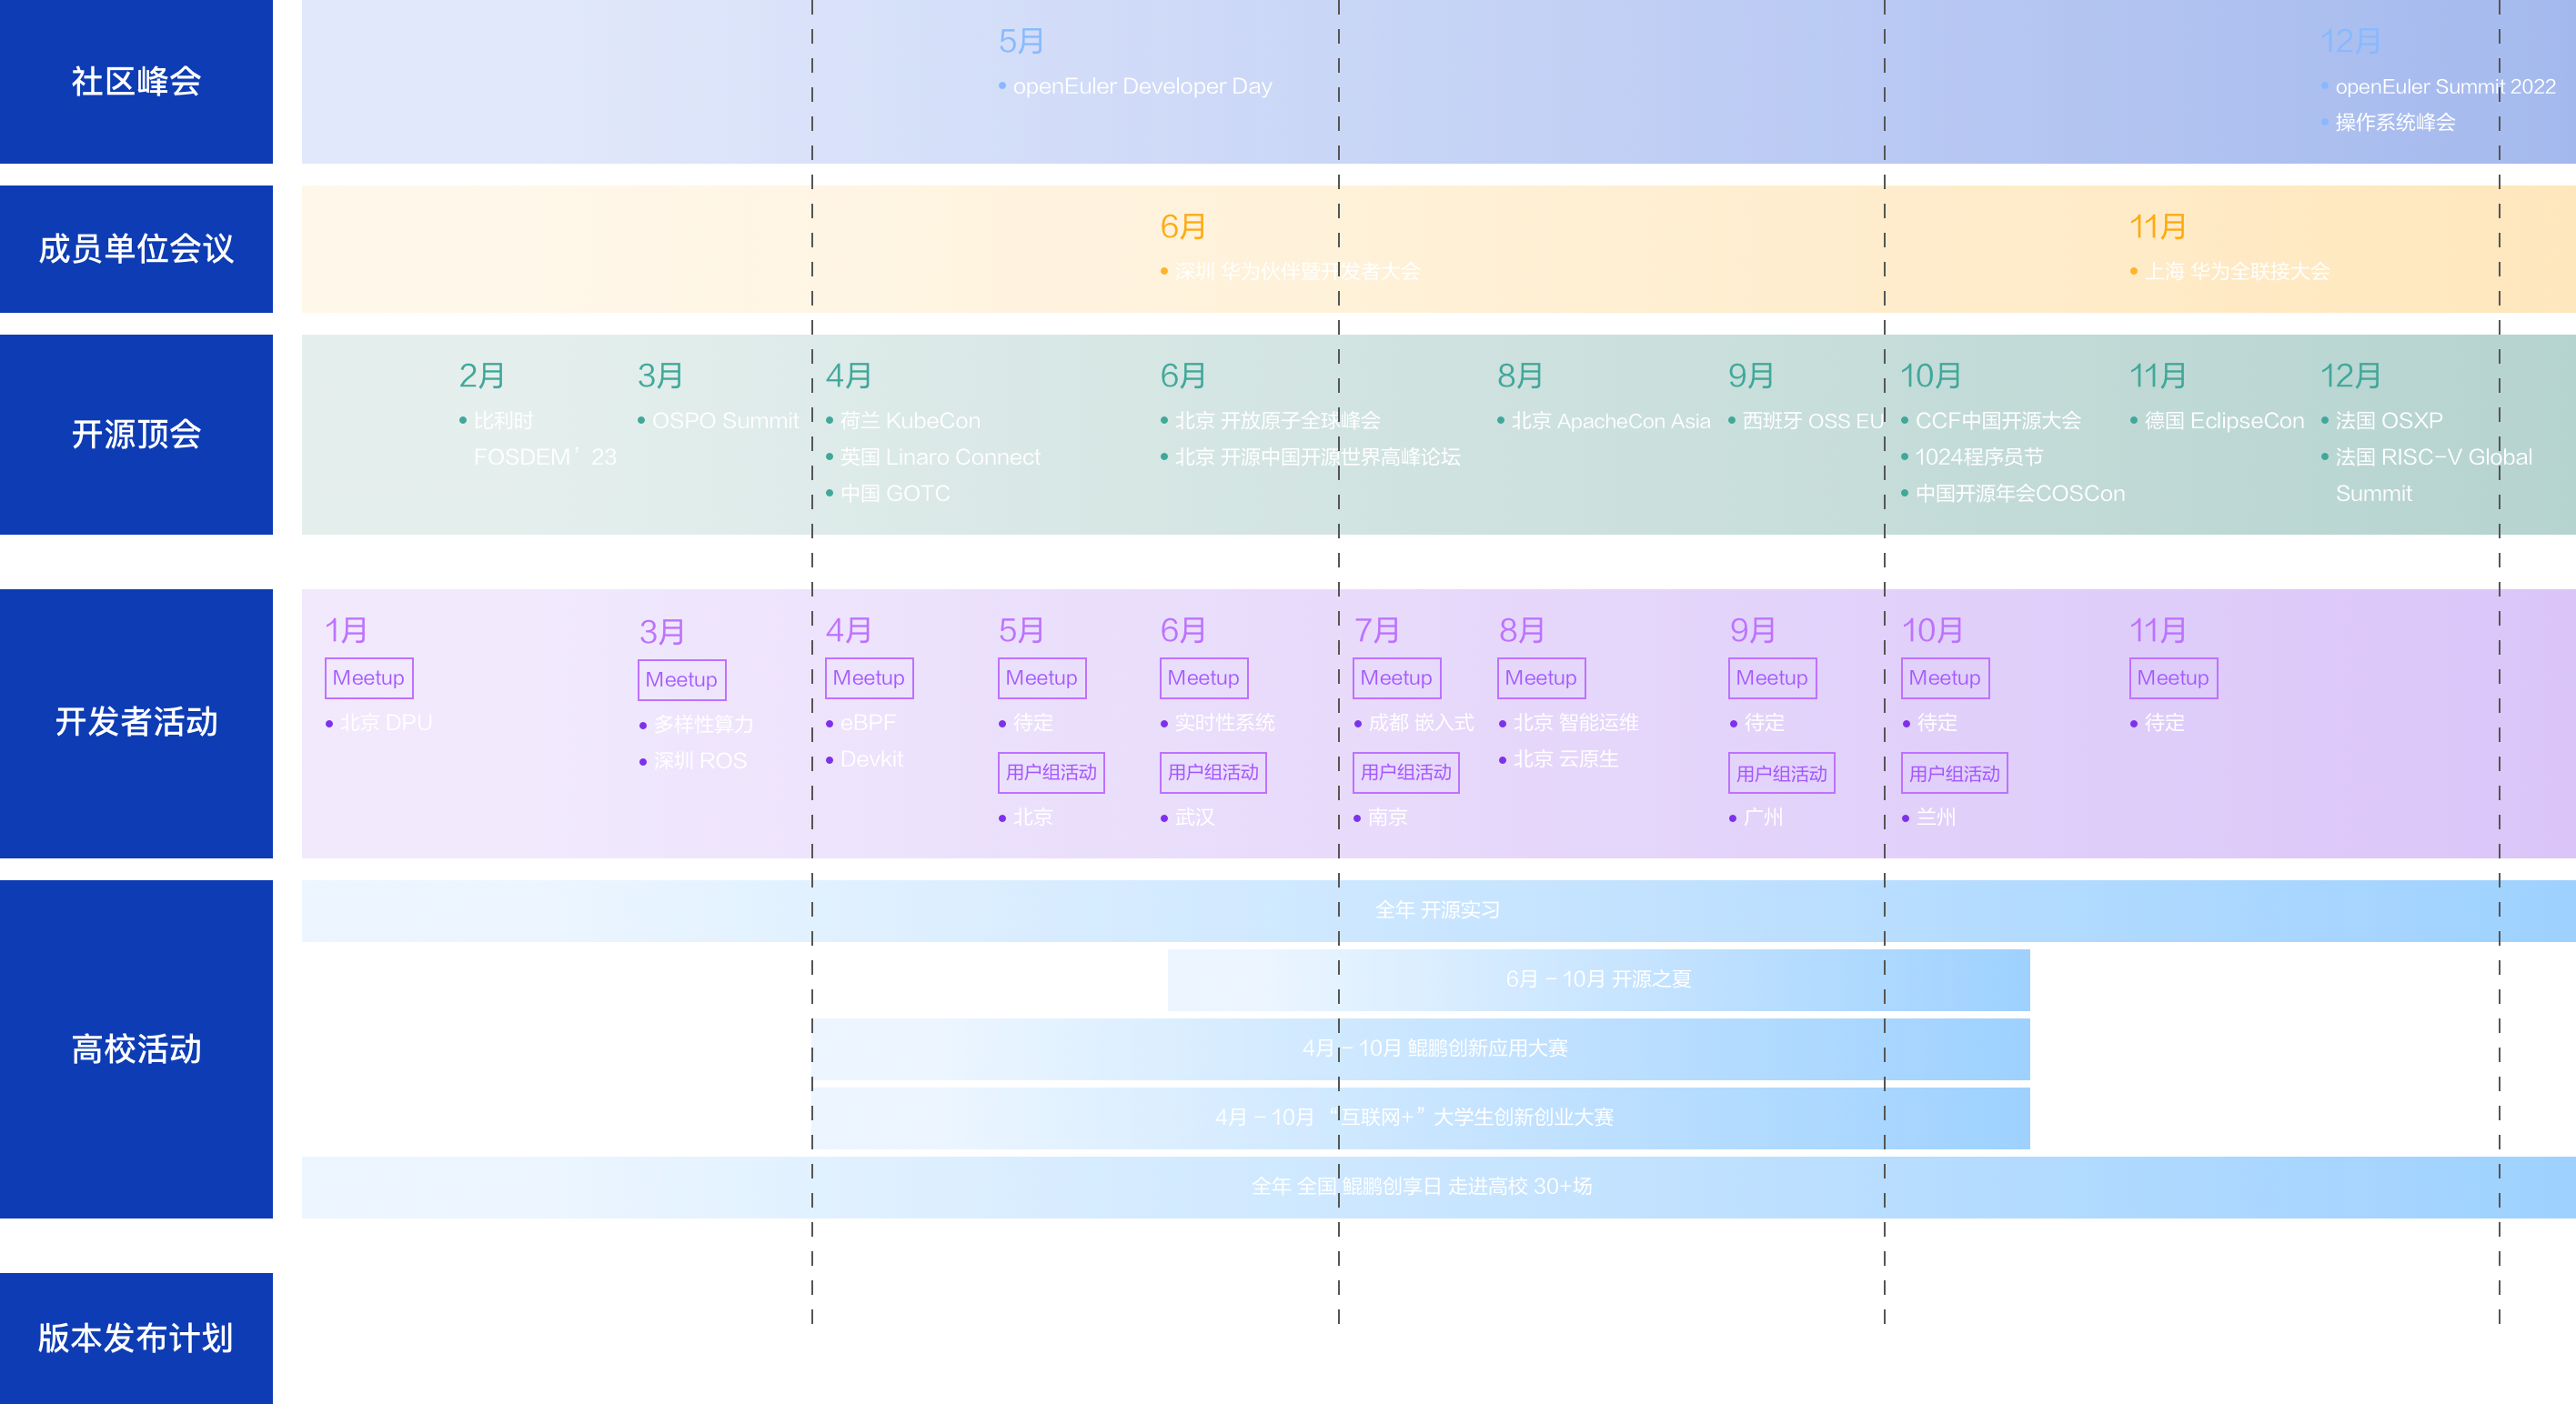 社区峰会
5月
openEuler Developer Day
12月
openEuler Summit 2022
操作系统峰会
成员单位会议
6月
深圳 华为伙伴暨开发者大会
11月
上海 华为全联接大会
开源顶会
2月
比利时
FOSDEM’23
3月
OSPO Summit
4月
荷兰 KubeCon
英国 Linaro Connect
中国 GOTC
6月
北京 开放原子全球峰会
北京 开源中国开源世界高峰论坛
8月
北京 ApacheCon Asia
9月
西班牙 OSS EU
10月
CCF中国开源大会
1024程序员节
中国开源年会COSCon
11月
德国 EclipseCon
12月
法国 OSXP
法国 RISC-V Global
Summit
开发者活动
1月
Meetup
北京 DPU
3月
Meetup
多样性算力
深圳 ROS
4月
Meetup
eBPF
Devkit
5月
Meetup
待定
用户组活动
北京
6月
Meetup
实时性系统
用户组活动
武汉
7月
Meetup
成都 嵌入式
用户组活动
南京
8月
Meetup
北京 智能运维
北京 云原生
9月
Meetup
待定
用户组活动
广州
10月
Meetup
待定
用户组活动
兰州
11月
Meetup
待定
高校活动
全年 开源实习
6月 - 10月 开源之夏
4月 - 10月 鲲鹏创新应用大赛
4月 - 10月 “互联网+”大学生创新创业大赛
全年 全国 鲲鹏创享日 走进高校 30+场
版本发布计划